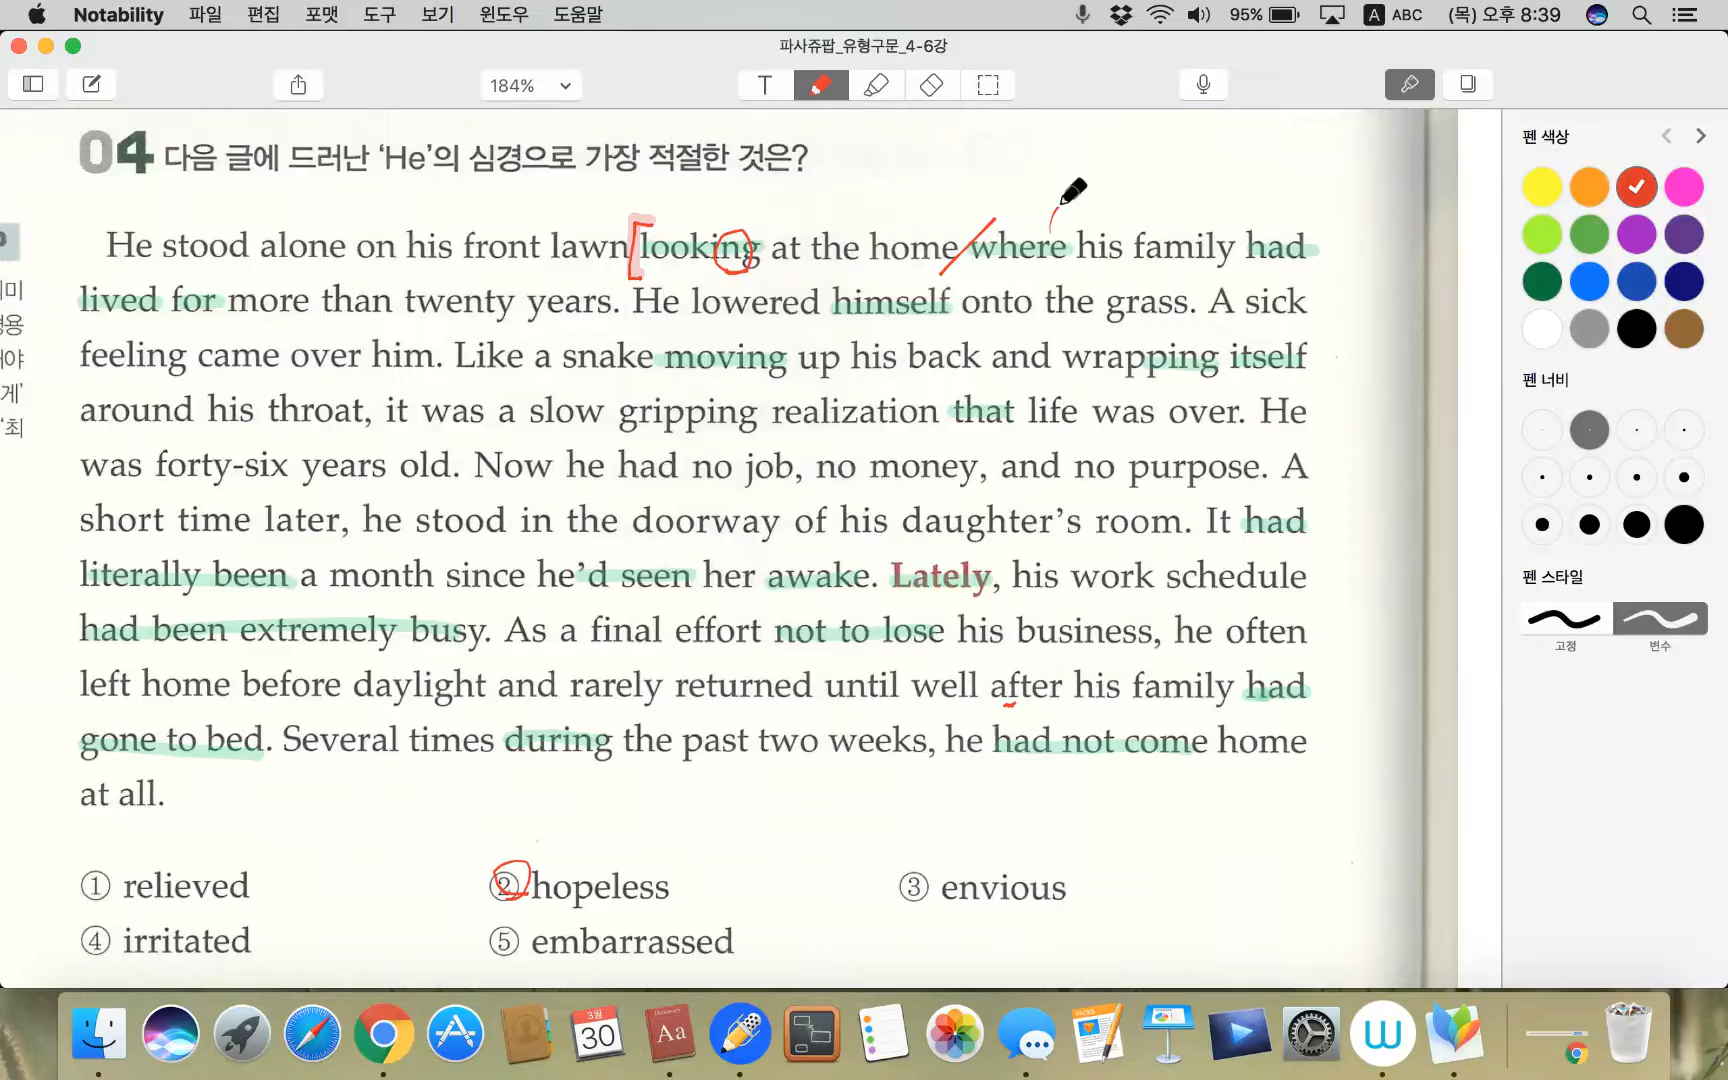 Notability 파일 편집 포맷 도구 보기 윈도우 도움말 95% A ABC (목) 오후 8:39
파사쥬팝_유형구문_4-6강
184% T
04 다음 글에 드러난 ‘He’의 심경으로 가장 적절한 것은?
He stood alone on his front lawn looking at the home where his family had
lived for more than twenty years. He lowered himself onto the grass. A sick
feeling came over him. Like a snake moving up his back and wrapping itself
around his throat, it was a slow gripping realization that life was over. He
was forty-six years old. Now he had no job, no money, and no purpose. A
short time later, he stood in the doorway of his daughter’s room. It had
literally been a month since he’d seen her awake. Lately, his work schedule
had been extremely busy. As a final effort not to lose his business, he often
left home before daylight and rarely returned until well after his family had
gone to bed. Several times during the past two weeks, he had not come home
at all.
① relieved ② hopeless ③ envious
④ irritated ⑤ embarrassed
미
용
야
게’
‘최
펜 색상
펜 너비
펜 스타일
고정 변수
3월
30
Dictionary
Aa
W